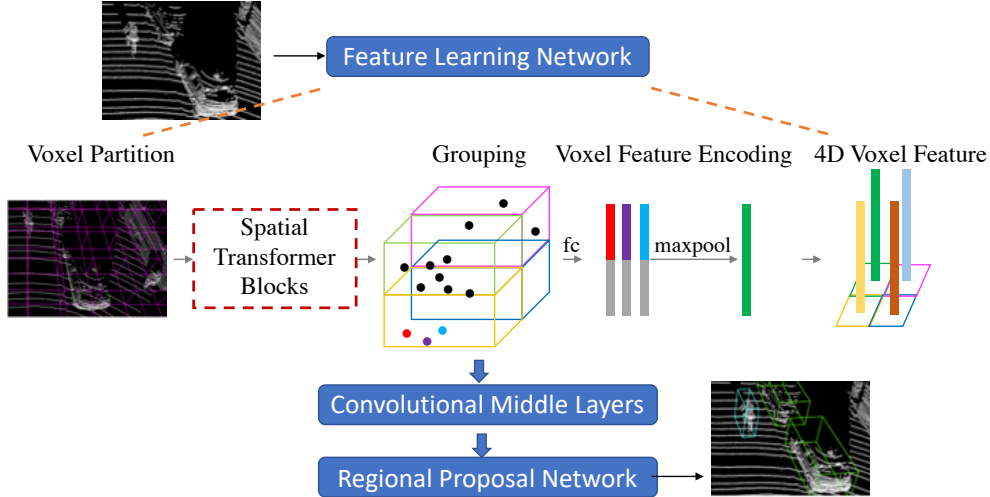 Feature Learning Network
Voxel Partition
Grouping
Voxel Feature Encoding
4D Voxel Feature
Spatial
Transformer
Blocks
fc
maxpool
Convolutional Middle Layers
Regional Proposal Network